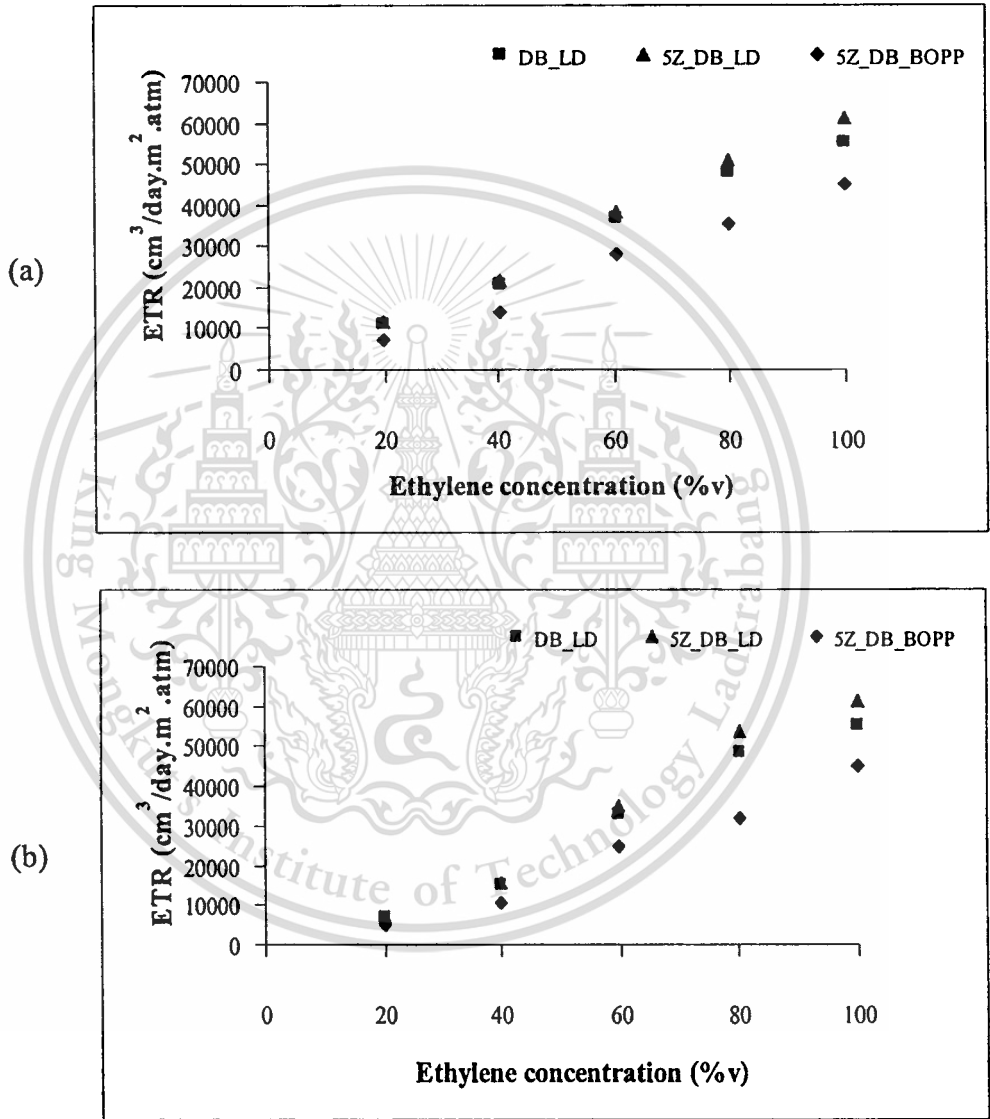 (a)
■ DB_LD ▲ 5Z_DB_LD ◆ 5Z_DB_BOPP
ETR (cm³/day.m².atm)
70000
60000
50000
40000
30000
20000
10000
0
0 20 40 60 80 100
Ethylene concentration (%v)
(b)
■ DB_LD ▲ 5Z_DB_LD ◆ 5Z_DB_BOPP
ETR (cm³/day.m².atm)
70000
60000
50000
40000
30000
20000
10000
0
0 20 40 60 80 100
Ethylene concentration (%v)
King Mongkut's Institute of Technology Ladkrabang